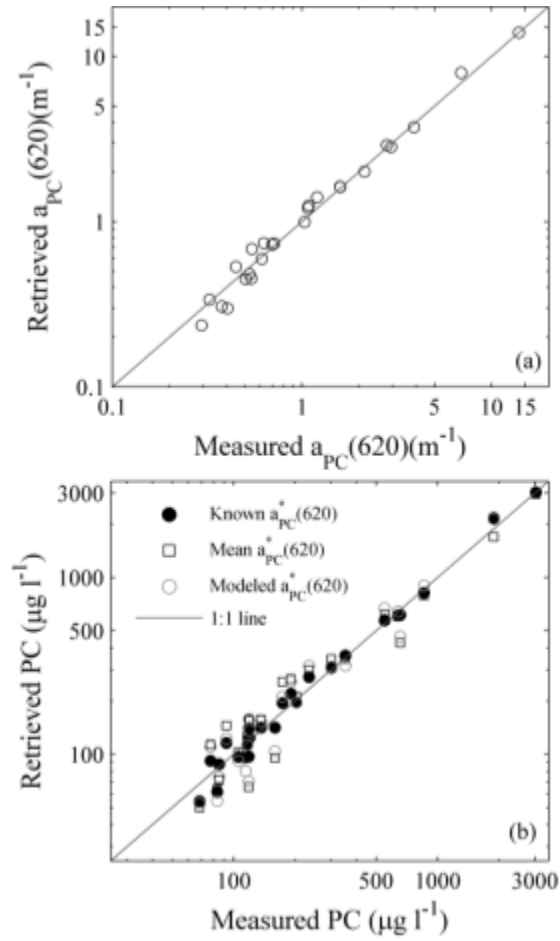 15
10
5
1
0.1
Retrieved a_PC(620)(m⁻¹)
(a)
0.1 1 5 10 15
Measured a_PC(620)(m⁻¹)
3000
1000
500
100
Retrieved PC (μg l⁻¹)
Known a*_PC(620)
Mean a*_PC(620)
Modeled a*_PC(620)
1:1 line
(b)
100 500 1000 3000
Measured PC (μg l⁻¹)